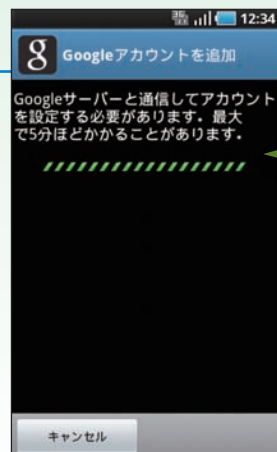 3G 12:34
Googleアカウントを追加
Googleサーバーと通信してアカウント
を設定する必要があります。最大
で5分ほどかかることがあります。
キャンセル